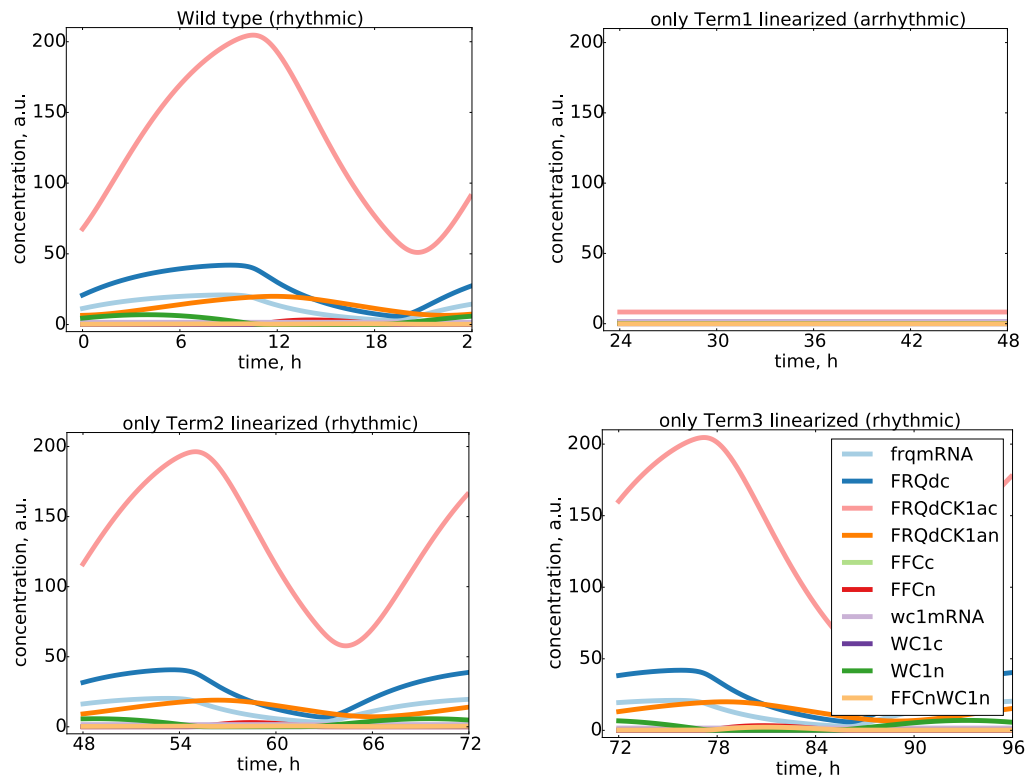 Wild type (rhythmic)
200
150
100
50
0
concentration, a.u.
0 6 12 18 2
time, h
only Term1 linearized (arrhythmic)
200
150
100
50
0
concentration, a.u.
24 30 36 42 48
time, h
only Term2 linearized (rhythmic)
200
150
100
50
0
concentration, a.u.
48 54 60 66 72
time, h
only Term3 linearized (rhythmic)
200
150
100
50
0
concentration, a.u.
72 78 84 90 96
time, h
frqmRNA
FRQdc
FRQdCK1ac
FRQdCK1an
FFCc
FFCn
wc1mRNA
WC1c
WC1n
FFCnWC1n